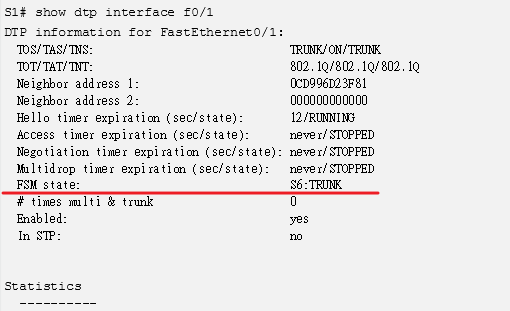 S1# show dtp interface f0/1
DTP information for FastEthernet0/1:
TOS/TAS/TNS: TRUNK/ON/TRUNK
TOT/TAT/TNT: 802.1Q/802.1Q/802.1Q
Neighbor address 1: 0CD996D23F81
Neighbor address 2: 000000000000
Hello timer expiration (sec/state): 12/RUNNING
Access timer expiration (sec/state): never/STOPPED
Negotiation timer expiration (sec/state): never/STOPPED
Multidrop timer expiration (sec/state): never/STOPPED
FSM state: S6:TRUNK
# times multi & trunk 0
Enabled: yes
In STP: no
Statistics
----------